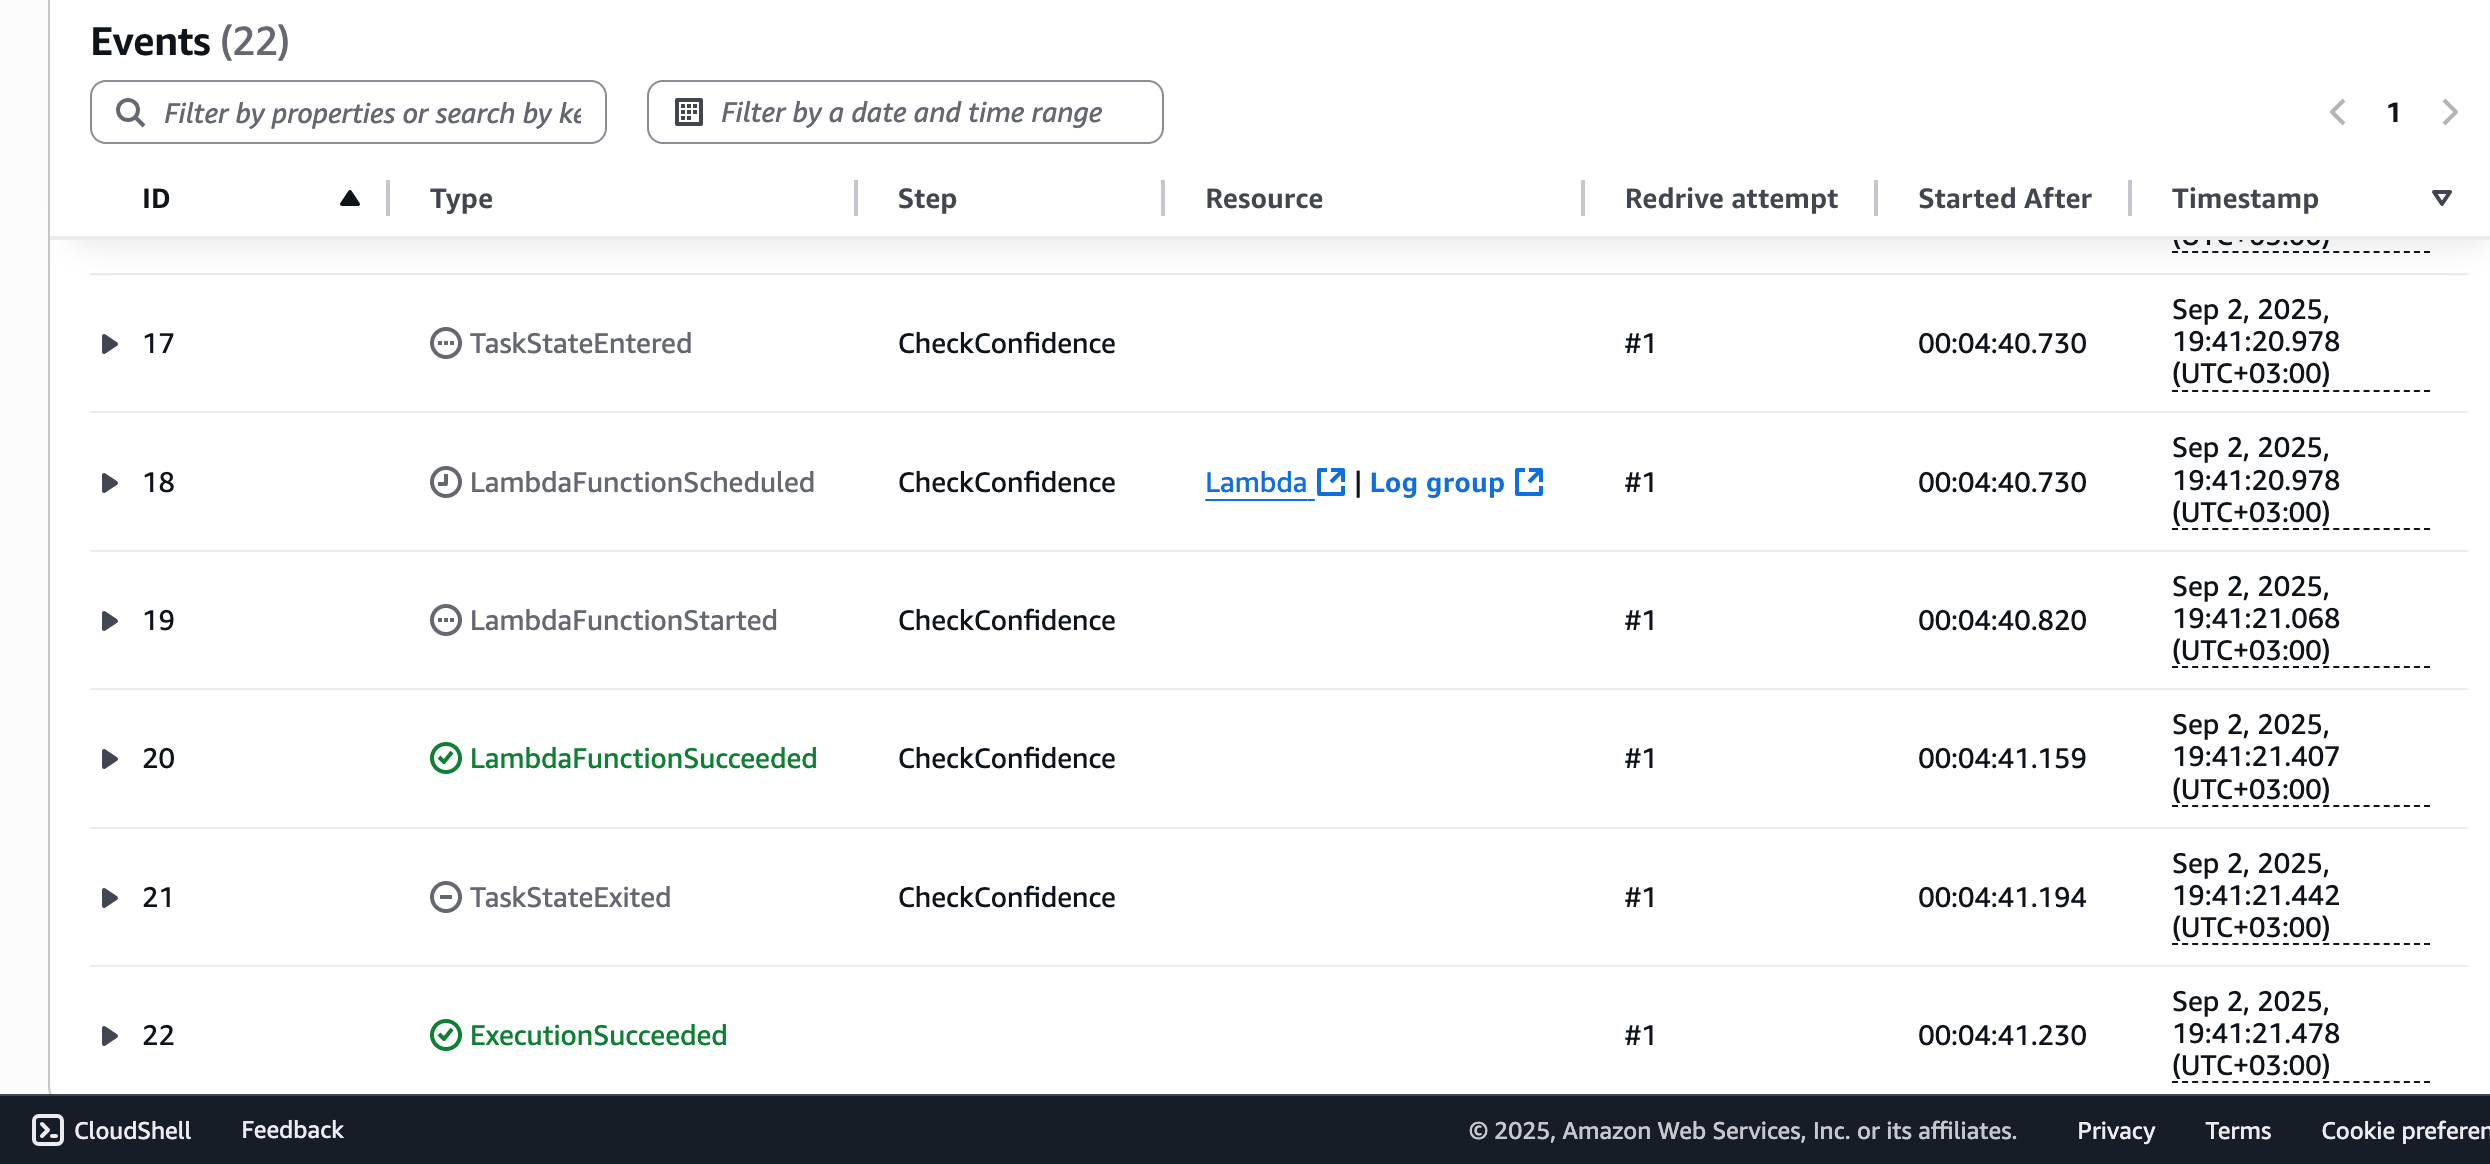 Events (22)
Filter by properties or search by ke
Filter by a date and time range
1
ID Type Step Resource Redrive attempt Started After Timestamp
(UTC+03:00)
17 TaskStateEntered CheckConfidence #1 00:04:40.730 Sep 2, 2025,
19:41:20.978
(UTC+03:00)
18 LambdaFunctionScheduled CheckConfidence Lambda | Log group #1 00:04:40.730 Sep 2, 2025,
19:41:20.978
(UTC+03:00)
19 LambdaFunctionStarted CheckConfidence #1 00:04:40.820 Sep 2, 2025,
19:41:21.068
(UTC+03:00)
20 LambdaFunctionSucceeded CheckConfidence #1 00:04:41.159 Sep 2, 2025,
19:41:21.407
(UTC+03:00)
21 TaskStateExited CheckConfidence #1 00:04:41.194 Sep 2, 2025,
19:41:21.442
(UTC+03:00)
22 ExecutionSucceeded #1 00:04:41.230 Sep 2, 2025,
19:41:21.478
(UTC+03:00)
CloudShell Feedback © 2025, Amazon Web Services, Inc. or its affiliates. Privacy Terms Cookie preferen